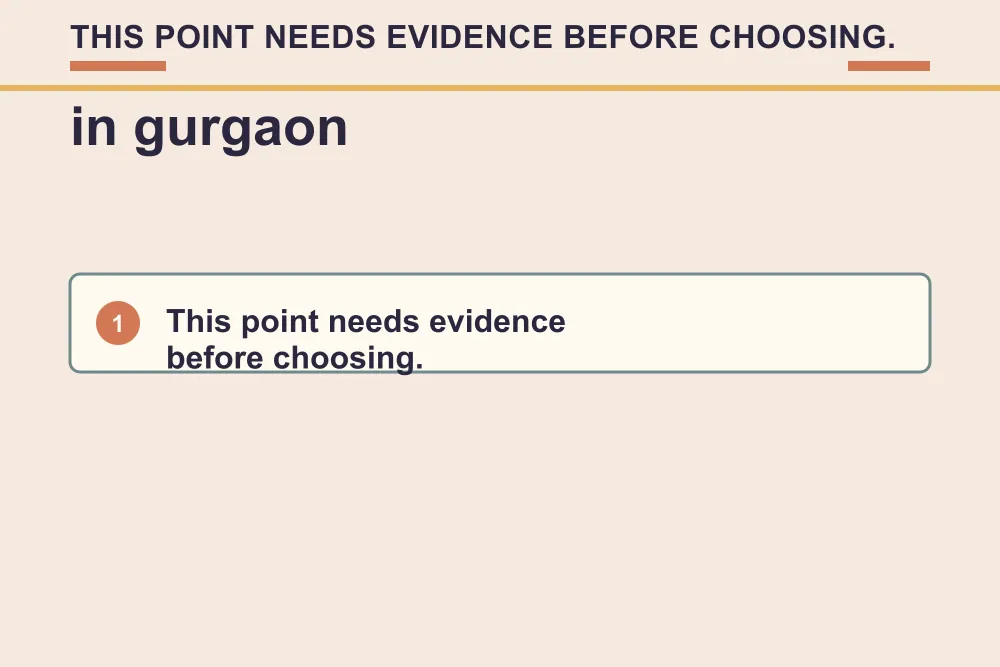 THIS POINT NEEDS EVIDENCE BEFORE CHOOSING.
in gurgaon
1
This point needs evidence
before choosing.